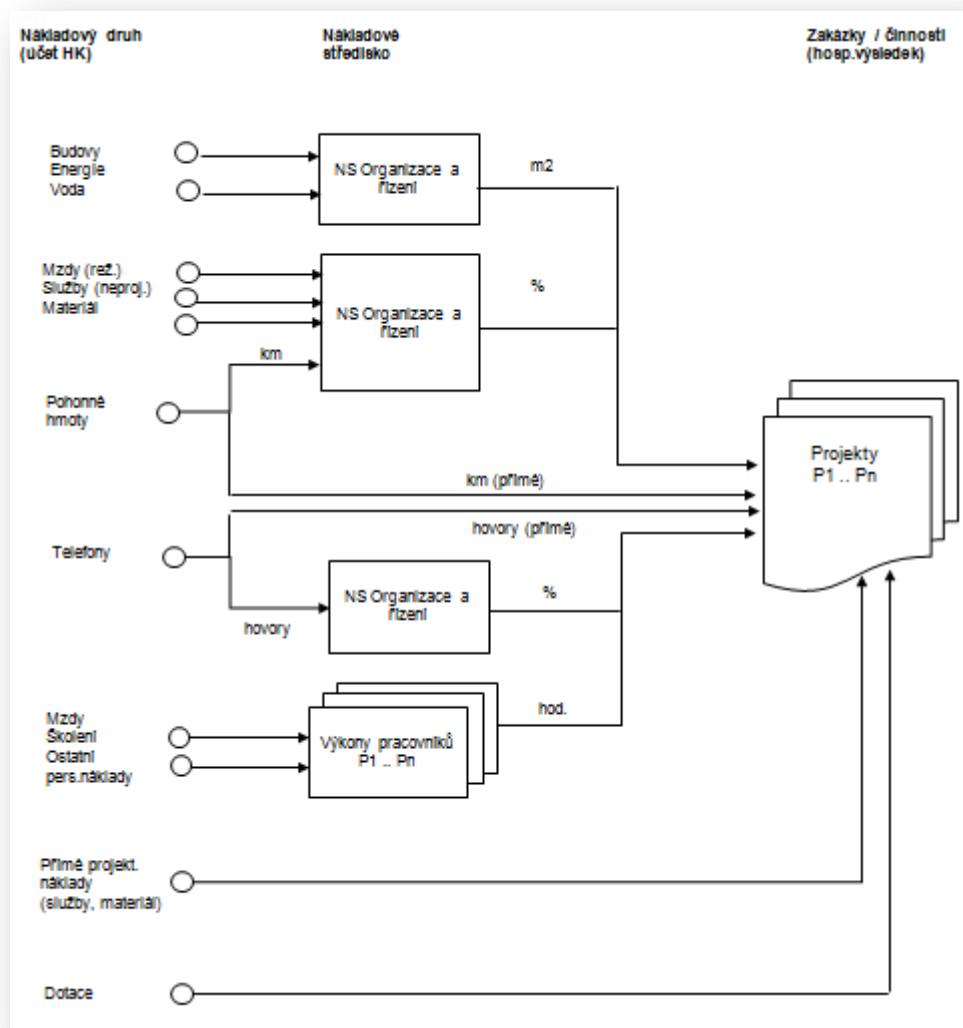 Nákladový druh
(účet HK)
Nákladové
středisko
Zakázky / činnosti
(hosp.výsledek)
Budovy
Energie
Voda
NS Organizace a
řízení
m2
Mzdy (rež.)
Služby (neproj.)
Materiál
NS Organizace a
řízení
%
km
Pohonné
hmoty
Projekty
P1 .. Pn
km (přímé)
hovory (přímé)
Telefony
NS Organizace a
řízení
%
hovory
Mzdy
Školení
Ostatní
pers.náklady
Výkony pracovníků
P1 .. Pn
hod.
Přímé projekt.
náklady
(služby, materiál)
Dotace